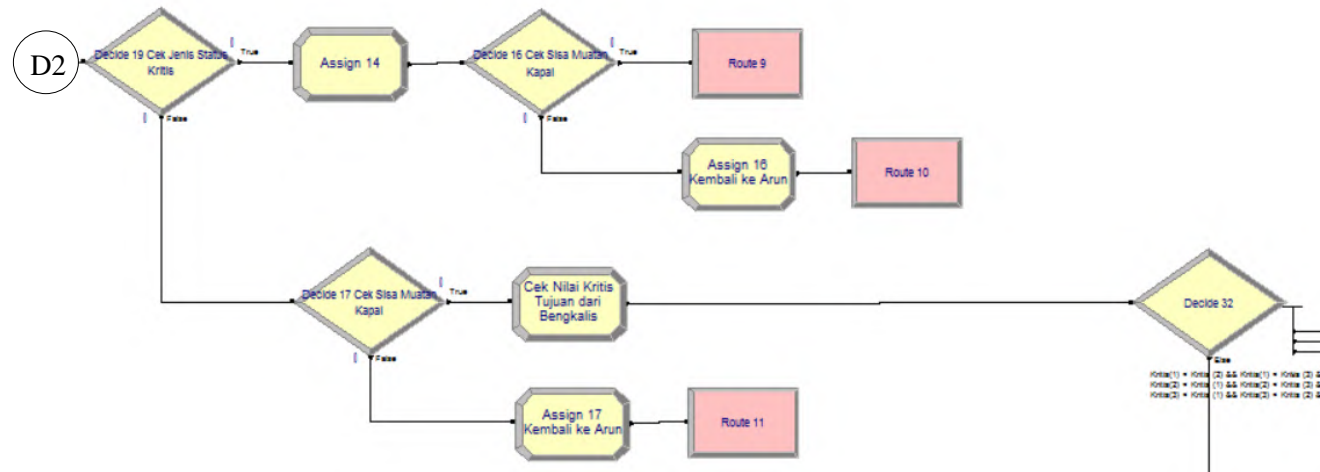 D2
Decide 19 Cek Jenis Status
Kritis
True
False
Assign 14
Decide 16 Cek Sisa Muatan
Kapal
True
False
Route 9
Assign 16
Kembali ke Arun
Route 10
Decide 17 Cek Sisa Muatan
Kapal
True
False
Cek Nilai Kritis
Tujuan dari
Bengkalis
Decide 32
Else
Assign 17
Kembali ke Arun
Route 11